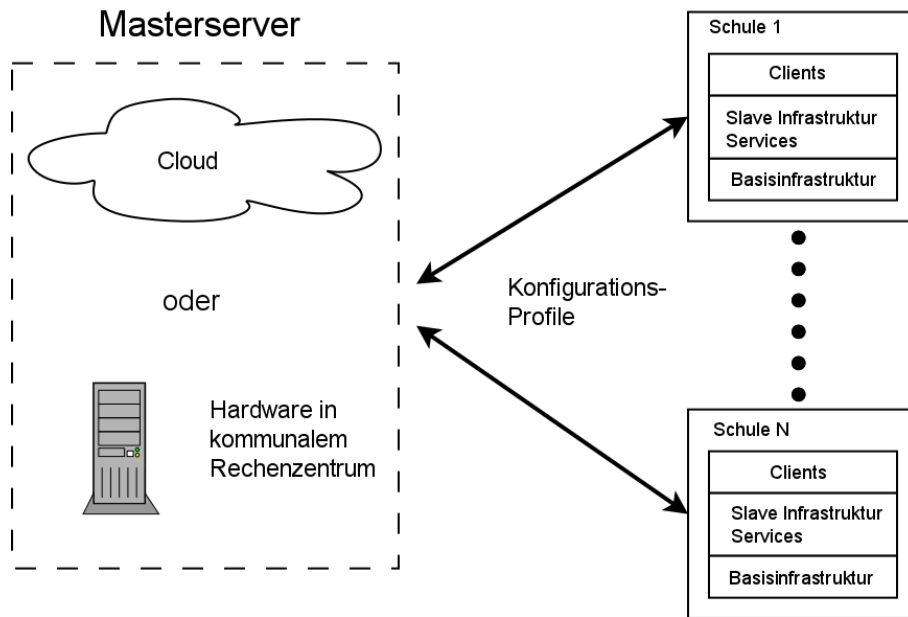 Masterserver
Cloud
oder
Hardware in
kommunalem
Rechenzentrum
Konfigurations-
Profile
Schule 1
Clients
Slave Infrastruktur
Services
Basisinfrastruktur
Schule N
Clients
Slave Infrastruktur
Services
Basisinfrastruktur